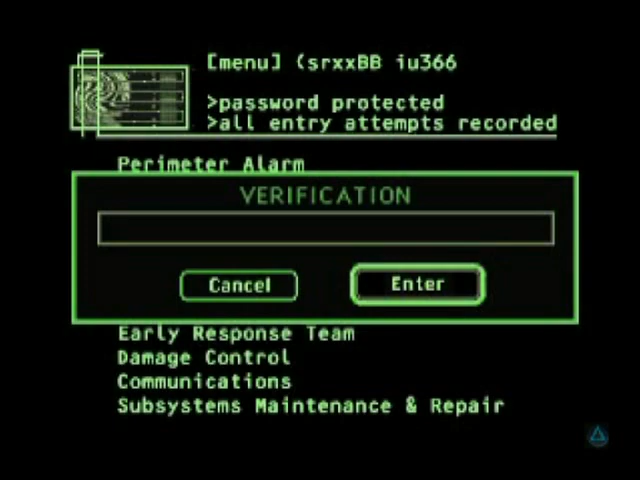 [menu] (srxxBB iu366
>password protected
>all entry attempts recorded
Perimeter Alarm
VERIFICATION
Cancel
Enter
Early Response Team
Damage Control
Communications
Subsystems Maintenance & Repair